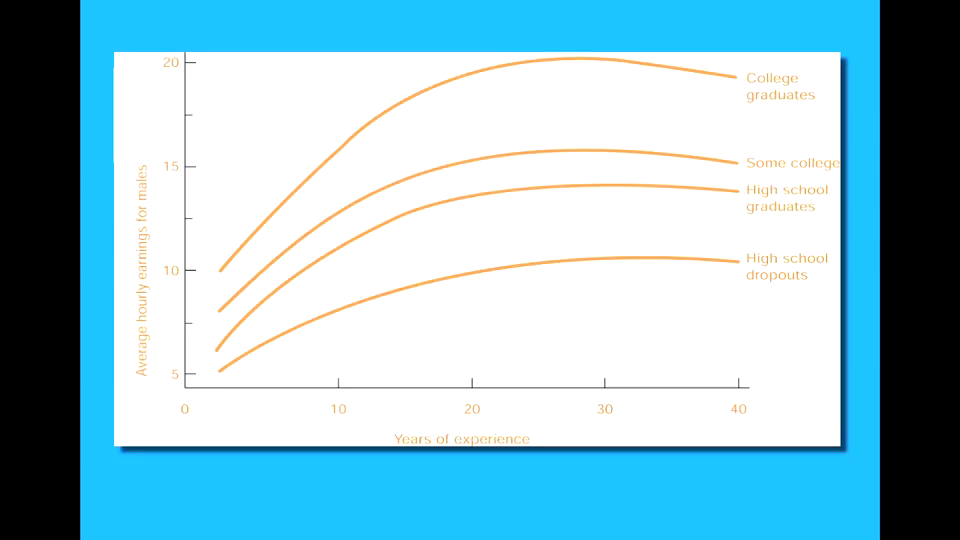 20
College
graduates
15
Some college
High school
graduates
10
High school
dropouts
5
Average hourly earnings for males
0 10 20 30 40
Years of experience